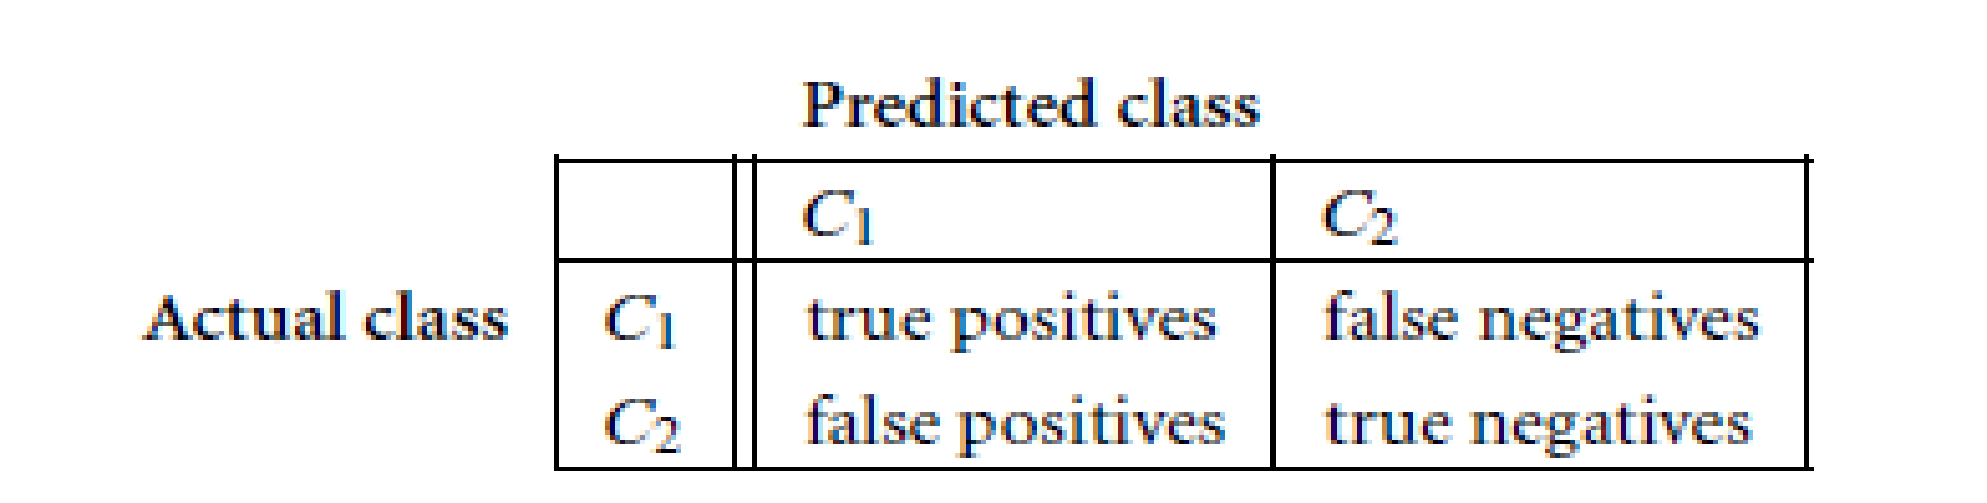 Predicted class
C₁ C₂
Actual class C₁ true positives false negatives
C₂ false positives true negatives